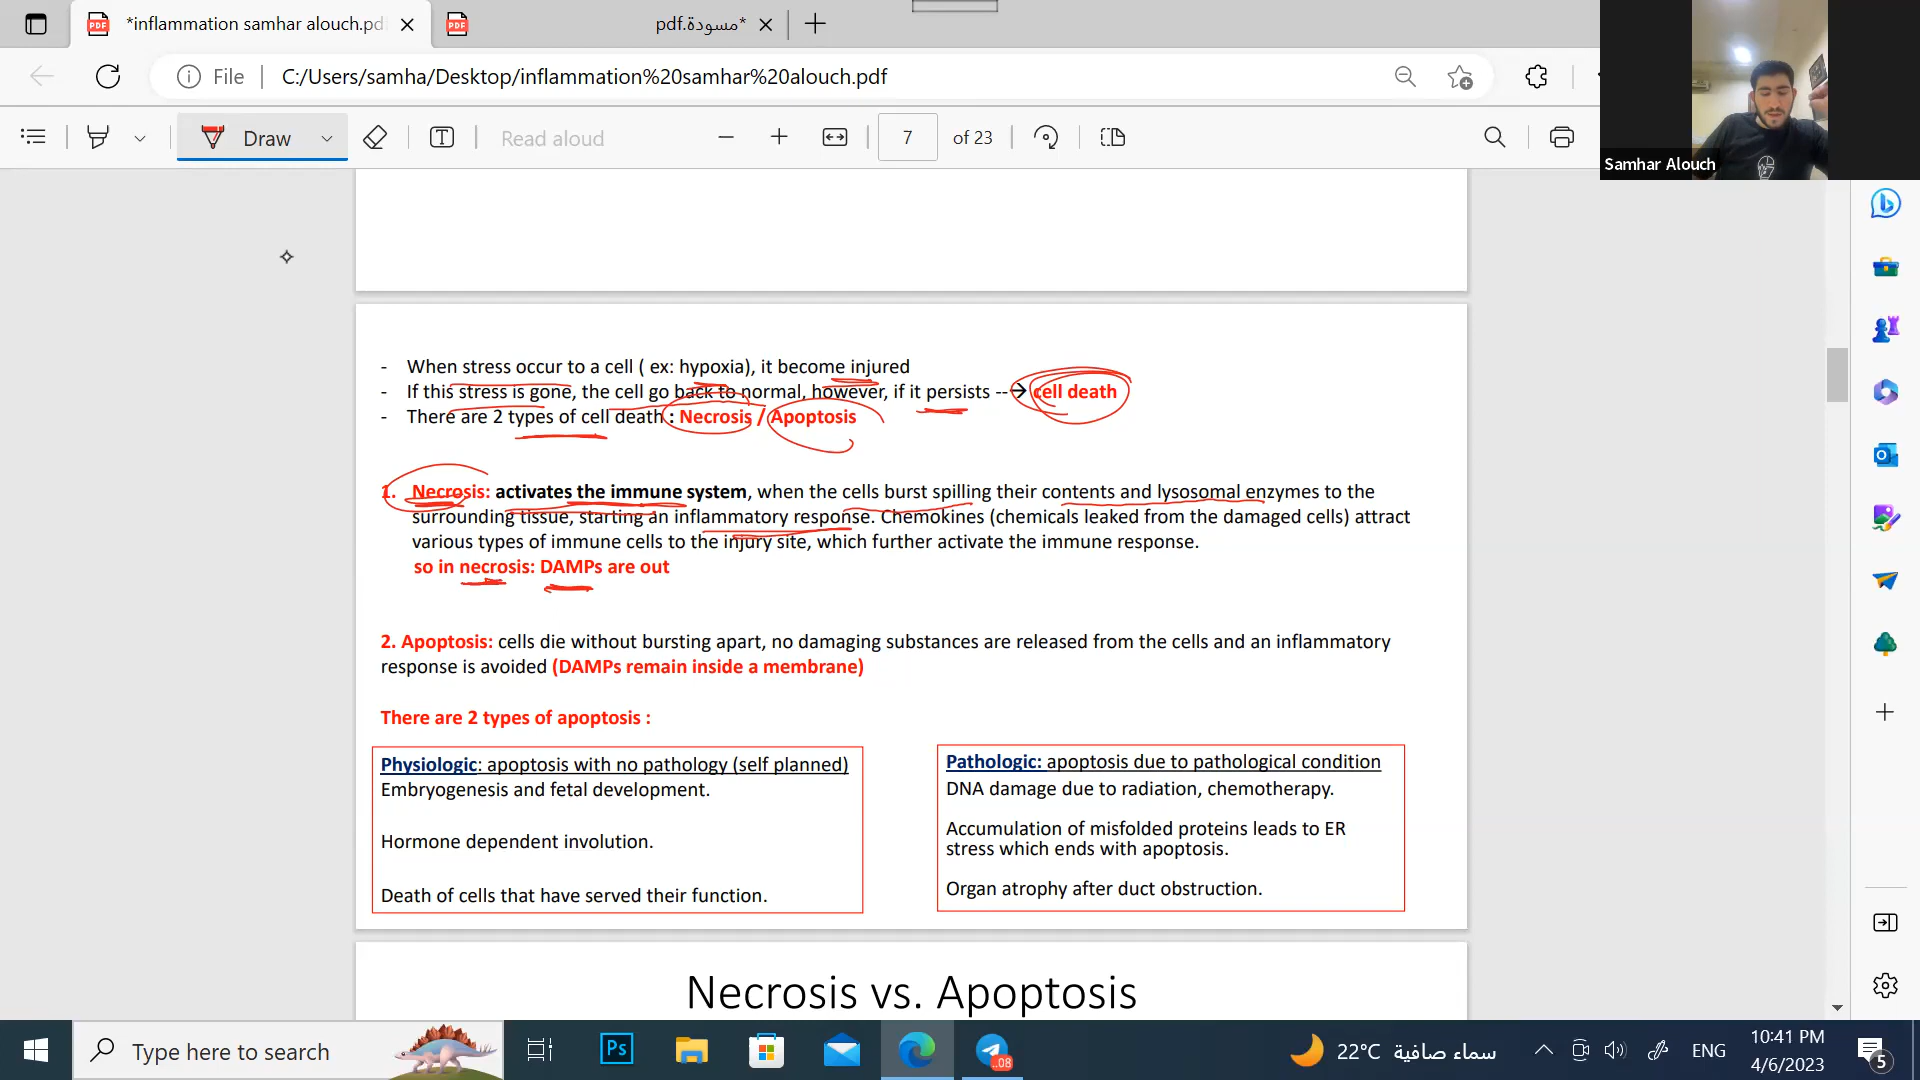 *inflammation samhar alouch.pdf
*مسودة.pdf
File
C:/Users/samha/Desktop/inflammation%20samhar%20alouch.pdf
Draw
Read aloud
7 of 23
Samhar Alouch
- When stress occur to a cell ( ex: hypoxia), it become injured
- If this stress is gone, the cell go back to normal, however, if it persists --→ cell death
- There are 2 types of cell death : Necrosis / Apoptosis
1. Necrosis: activates the immune system, when the cells burst spilling their contents and lysosomal enzymes to the
surrounding tissue, starting an inflammatory response. Chemokines (chemicals leaked from the damaged cells) attract
various types of immune cells to the injury site, which further activate the immune response.
so in necrosis: DAMPs are out
2. Apoptosis: cells die without bursting apart, no damaging substances are released from the cells and an inflammatory
response is avoided (DAMPs remain inside a membrane)
There are 2 types of apoptosis :
Physiologic: apoptosis with no pathology (self planned)
Embryogenesis and fetal development.
Hormone dependent involution.
Death of cells that have served their function.
Pathologic: apoptosis due to pathological condition
DNA damage due to radiation, chemotherapy.
Accumulation of misfolded proteins leads to ER
stress which ends with apoptosis.
Organ atrophy after duct obstruction.
Necrosis vs. Apoptosis
Type here to search
Ps
..08
22°C سماء صافية
ENG
10:41 PM
4/6/2023
5